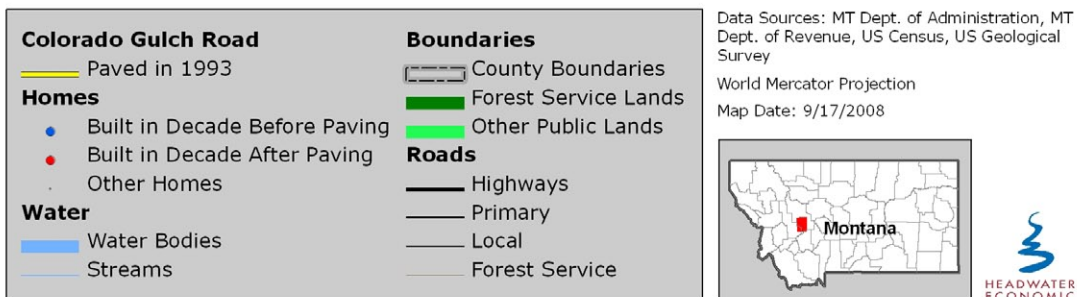 Colorado Gulch Road
Paved in 1993
Homes
Built in Decade Before Paving
Built in Decade After Paving
Other Homes
Water
Water Bodies
Streams
Boundaries
County Boundaries
Forest Service Lands
Other Public Lands
Roads
Highways
Primary
Local
Forest Service
Data Sources: MT Dept. of Administration, MT
Dept. of Revenue, US Census, US Geological
Survey
World Mercator Projection
Map Date: 9/17/2008
Montana
HEADWATER
ECONOMIC